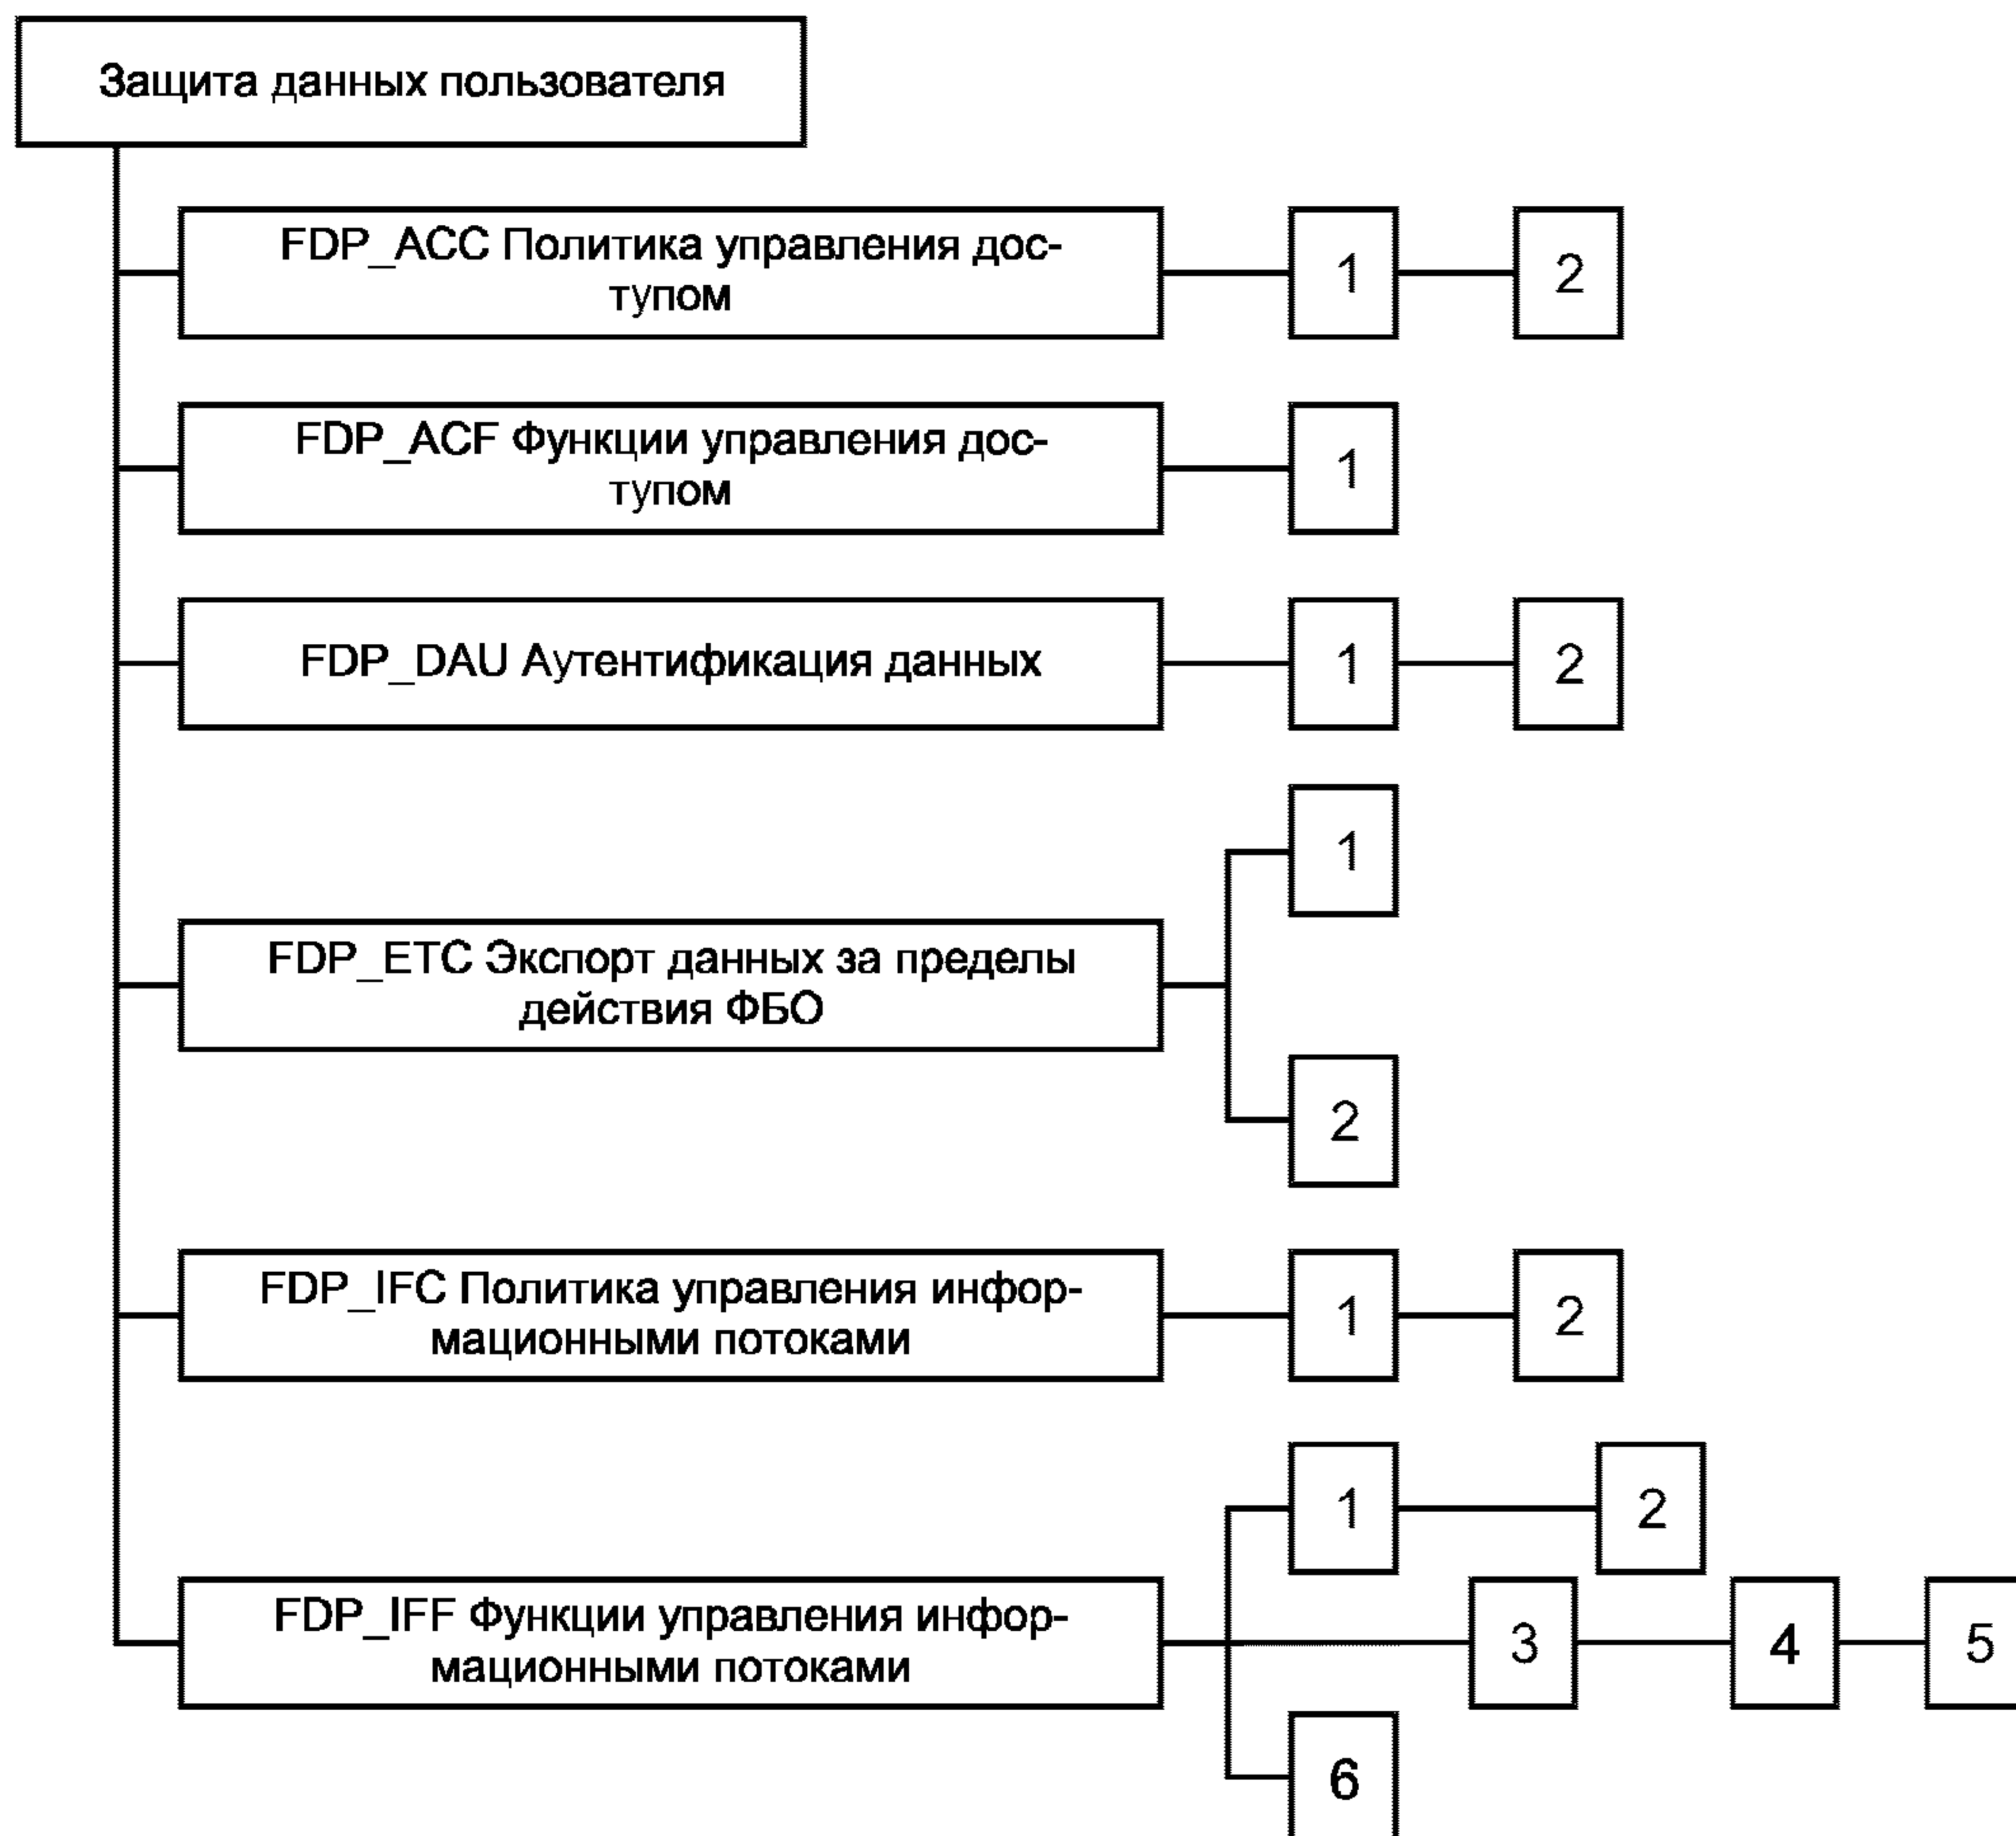 Защита данных пользователя
FDP_ACC Политика управления дос-
тупом
1
2
FDP_ACF Функции управления дос-
тупом
1
FDP_DAU Аутентификация данных
1
2
1
FDP_ETC Экспорт данных за пределы
действия ФБО
2
FDP_IFC Политика управления инфор-
мационными потоками
1
2
1
2
FDP_IFF Функции управления инфор-
мационными потоками
3
4
5
6